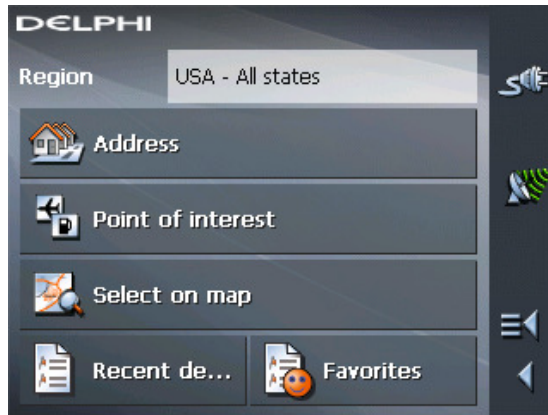 DELPHI
Region USA - All states
Address
Point of interest
Select on map
Recent de... Favorites